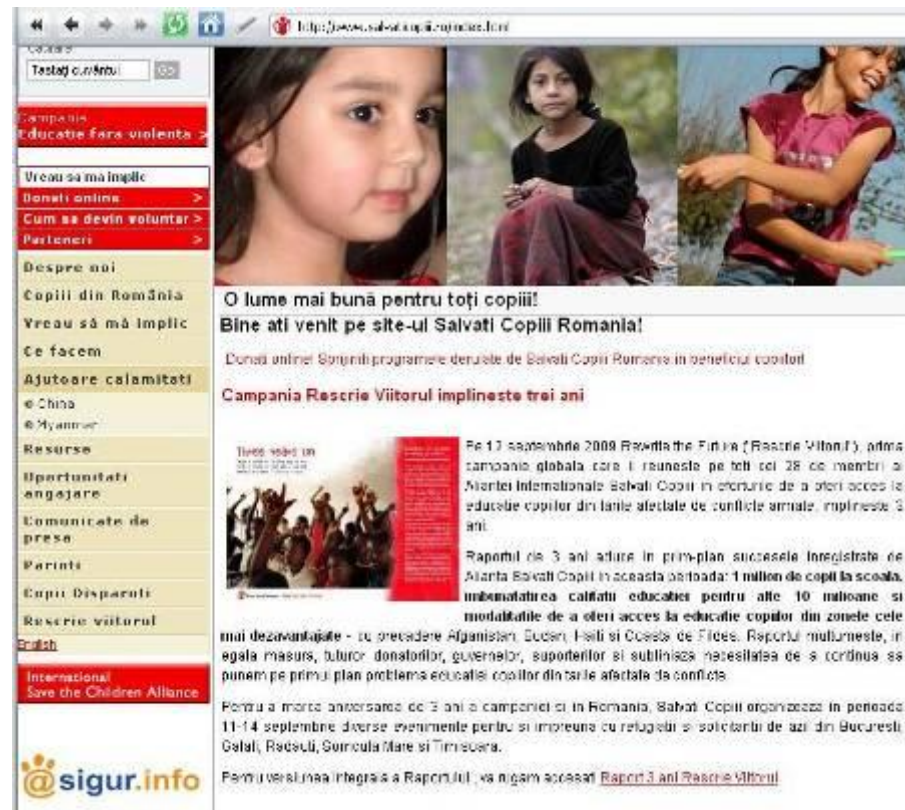 Tastați cuvântul Go
Campania
Educatie fara violenta >
Vreau sa ma implic
Donati online >
Cum sa devin voluntar >
Parteneri >
Despre noi
Copiii din România
Vreau să mă implic
Ce facem
Ajutoare calamitati
China
Myanmar
Resurse
Oportunitati
angajare
Comunicate de
presa
Parinti
Copii Disparuti
Rescrie viitorul
English
International
Save the Children Alliance
@sigur.info
O lume mai bună pentru toți copiii!
Bine ati venit pe site-ul Salvati Copiii Romania!
Donati online! Sprijiniti programele derulate de Salvati Copiii Romania in beneficiul copiilor!
Campania Rescrie Viitorul implineste trei ani
Pe 12 septembrie 2009 Rewrite the Future ("Rescrie Viitorul"), prima
campanie globala care ii reuneste pe toti cei 28 de membri ai
Aliantei Internationale Salvati Copiii in eforturile de a oferi acces la
educatie copiilor din tarile afectate de conflicte armate, implineste 3
ani.
Raportul de 3 ani aduce in prim-plan succesele inregistrate de
Alianta Salvati Copiii in aceasta perioada: 1 milion de copii la scoala,
imbunatatirea calitatii educatiei pentru alte 10 milioane si
modalitatile de a oferi acces la educatie copiilor din zonele cele
mai dezavantajate - cu precadere Afganistan, Sudan, Haiti si Coasta de Fildes. Raportul multumeste, in
egala masura, tuturor donatorilor, guvernelor, suporterilor si subliniaza necesitatea de a continua sa
punem pe primul plan problema educatiei copiilor din tarile afectate de conflicte.
Pentru a marca aniversarea de 3 ani a campaniei si in Romania, Salvati Copiii organizeaza in perioada
11-14 septembrie diverse evenimente pentru si impreuna cu refugiatii si solicitantii de azil din Bucuresti,
Galati, Radauti, Somcuta Mare si Timisoara.
Pentru versiunea integrala a Raportului, va rugam accesati Raport 3 ani Rescrie Viitorul